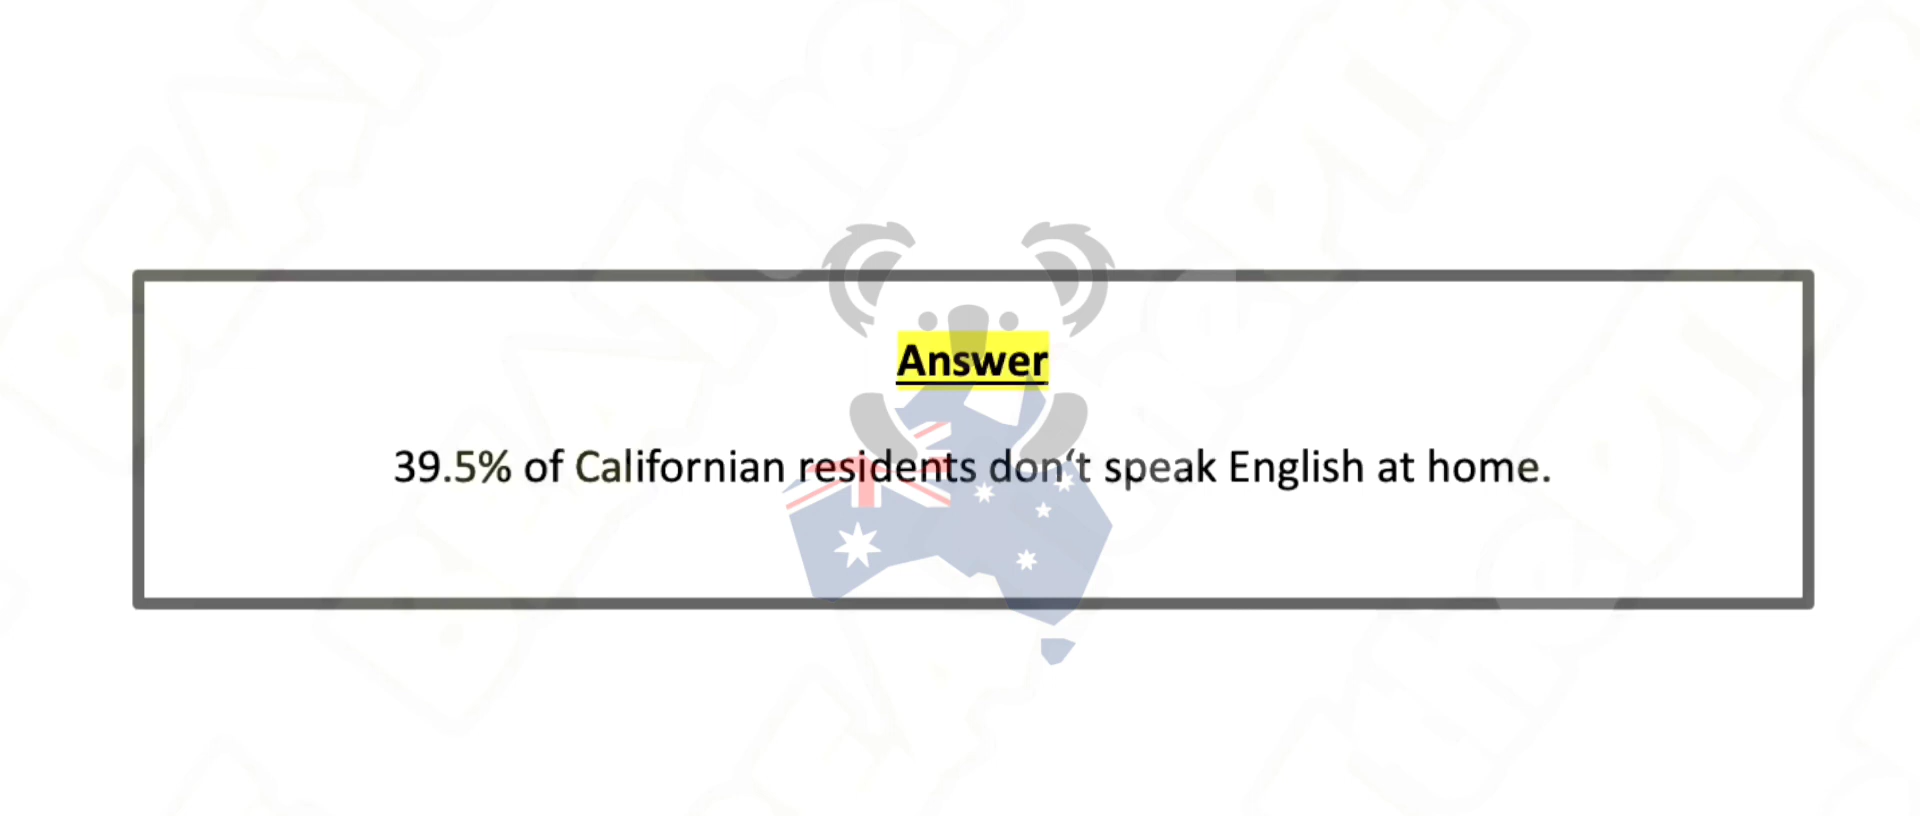 Answer
39.5% of Californian residents don‘t speak English at home.